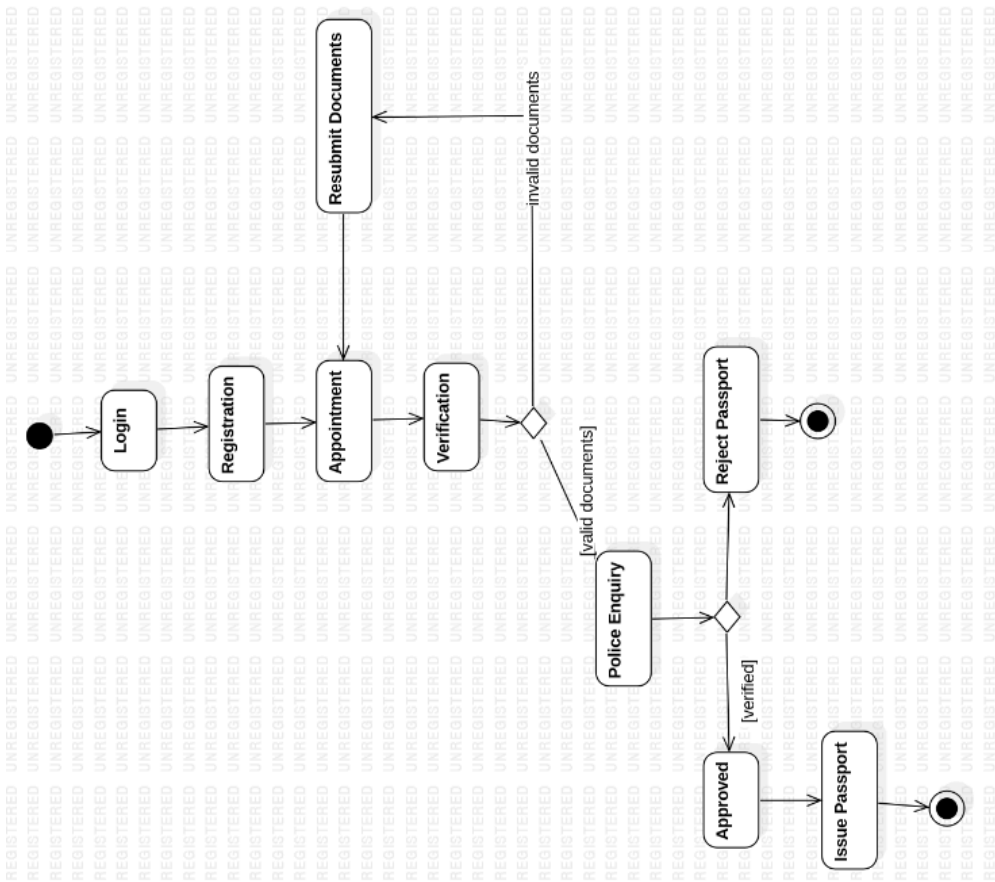 Login
Registration
Resubmit Documents
Appointment
Verification
invalid documents
[valid documents]
Police Enquiry
Reject Passport
[verified]
Approved
Issue Passport
UNREGISTERED